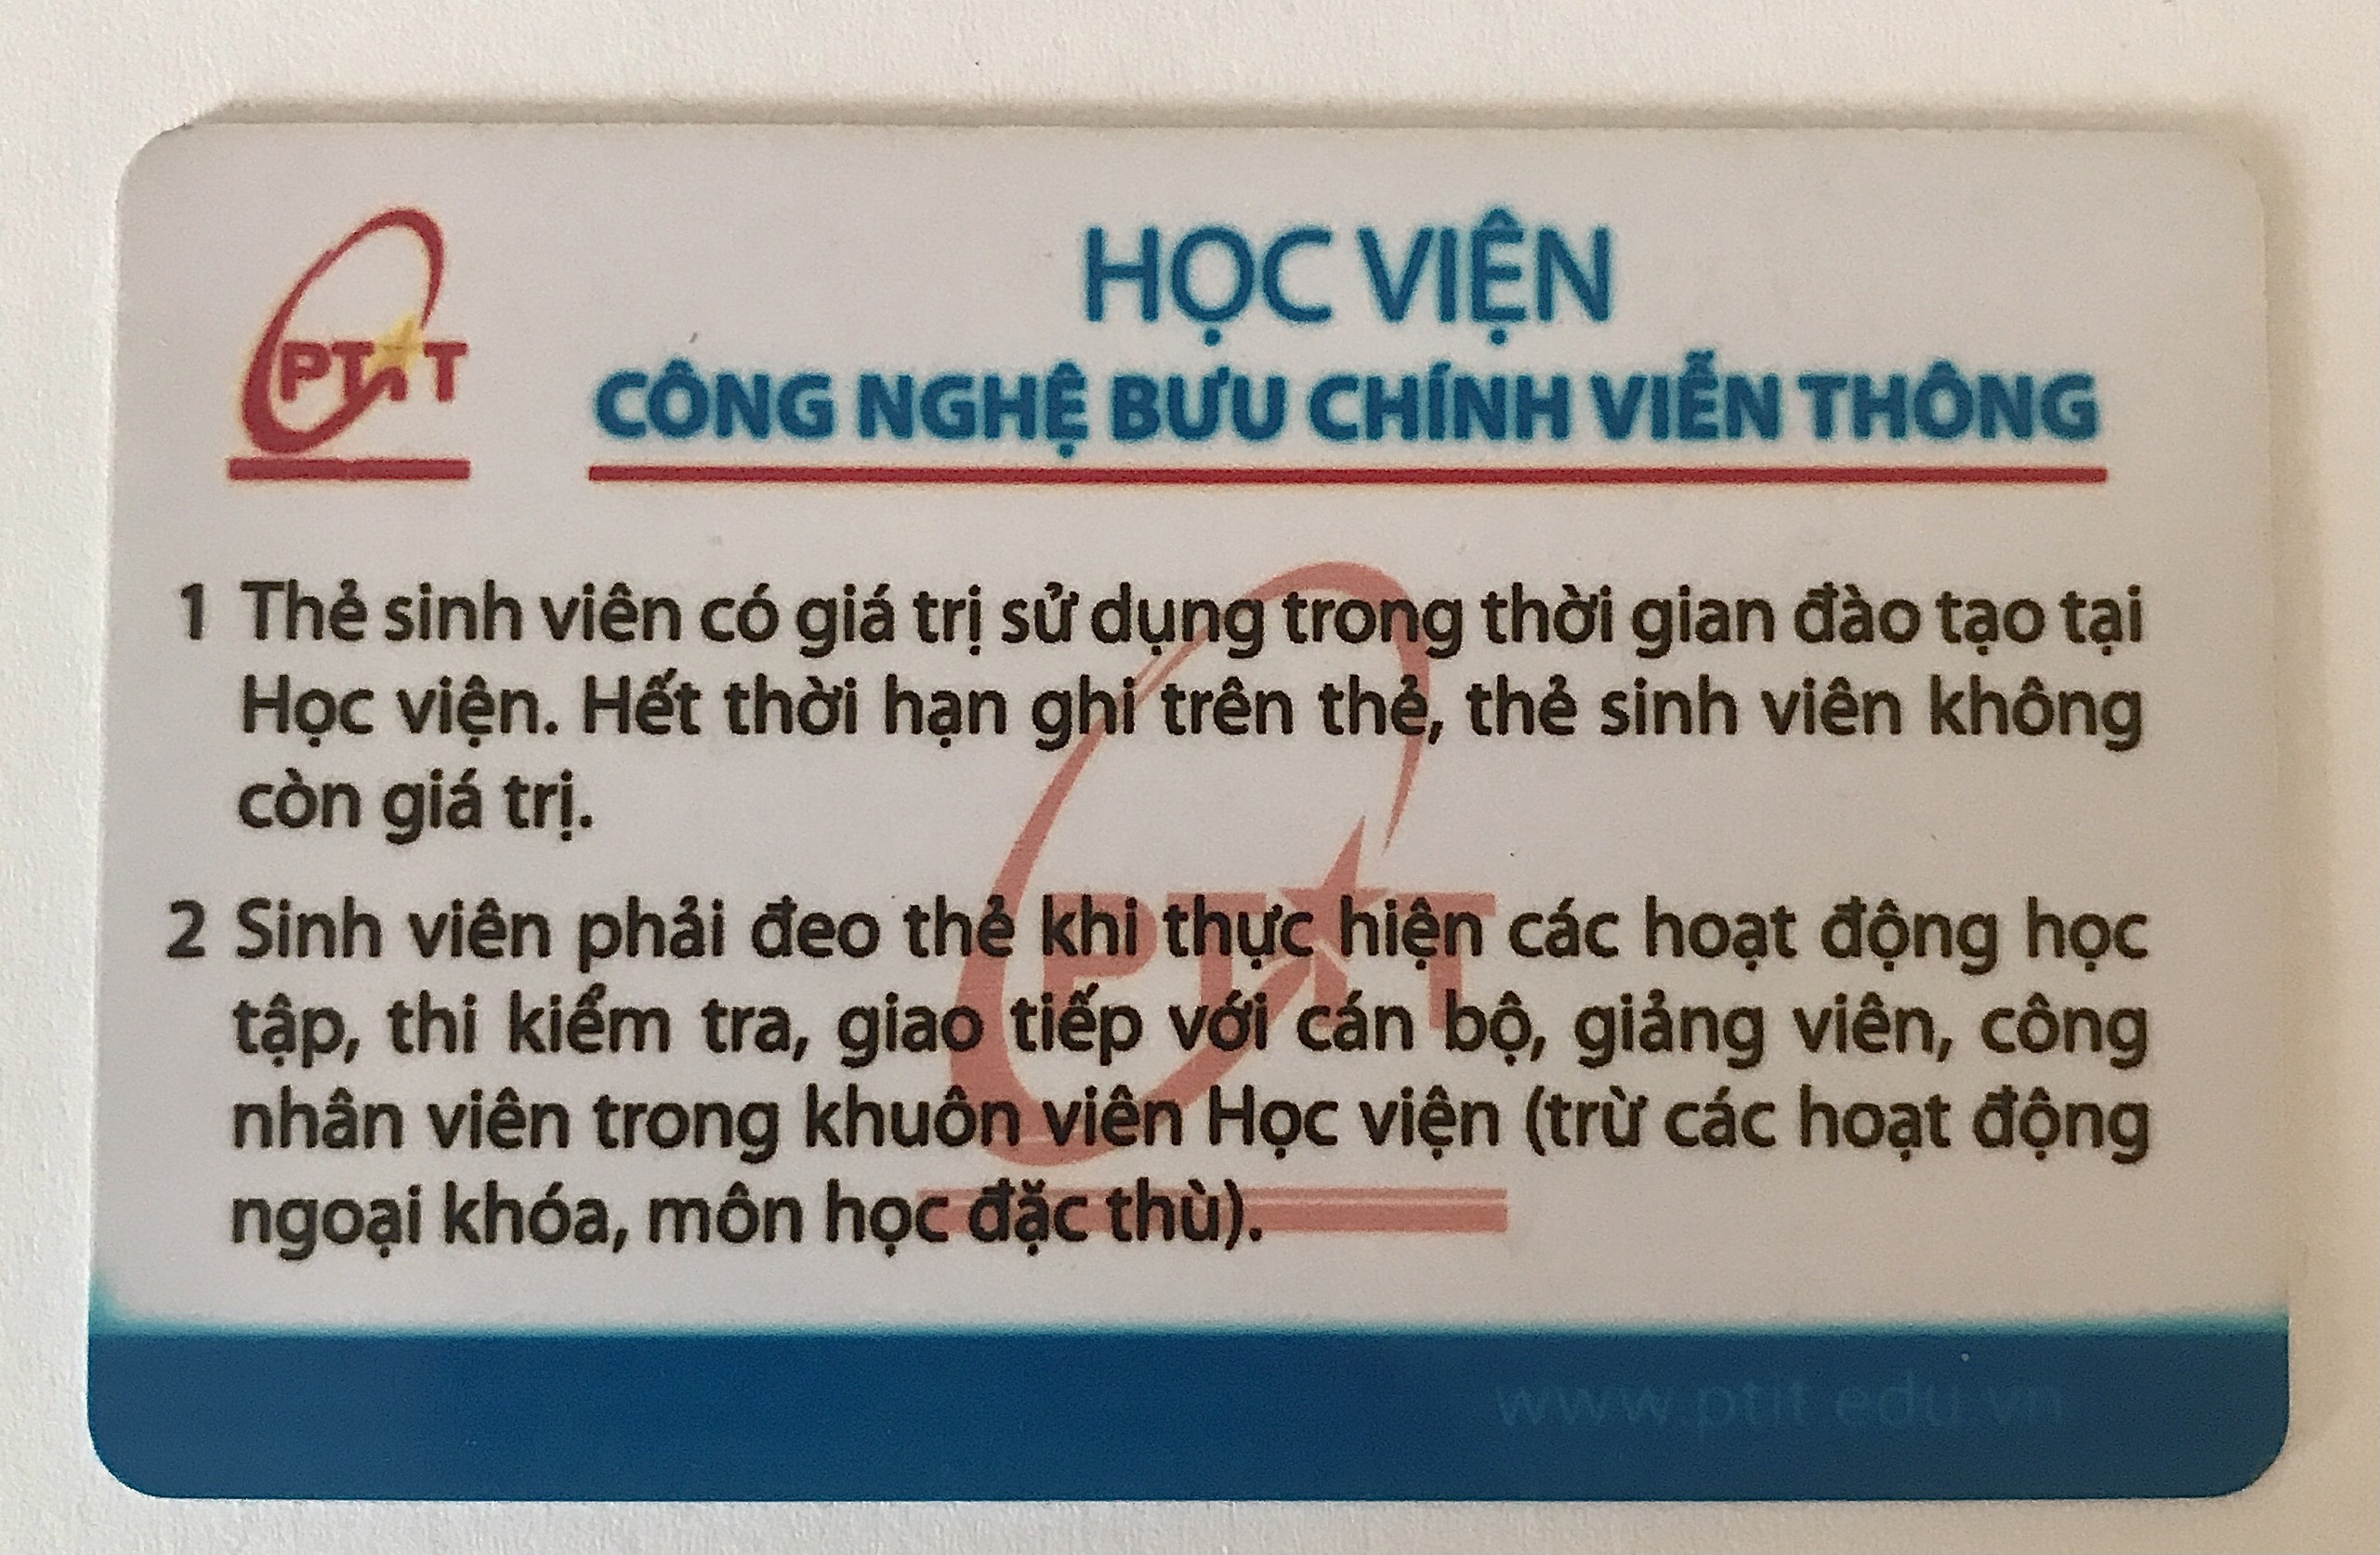 PTIT
HỌC VIỆN
CÔNG NGHỆ BƯU CHÍNH VIỄN THÔNG
1 Thẻ sinh viên có giá trị sử dụng trong thời gian đào tạo tại
Học viện. Hết thời hạn ghi trên thẻ, thẻ sinh viên không
còn giá trị.
2 Sinh viên phải đeo thẻ khi thực hiện các hoạt động học
tập, thi kiểm tra, giao tiếp với cán bộ, giảng viên, công
nhân viên trong khuôn viên Học viện (trừ các hoạt động
ngoại khóa, môn học đặc thù).
PTIT
www.ptit.edu.vn